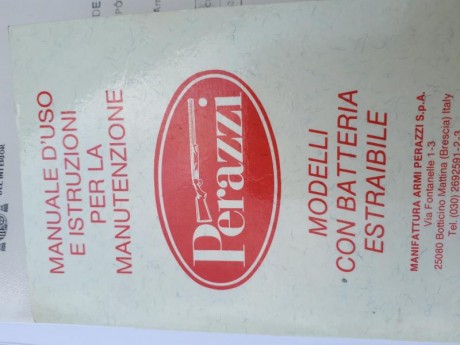 MANUALE D'USO
E ISTRUZIONI
PER LA
MANUTENZIONE
Perazzi
MODELLI
CON BATTERIA
ESTRAIBILE
MANIFATTURA ARMI PERAZZI S.p.A.
Via Fontanelle 1-3
25080 Botticino Mattina (Brescia) Italy
Tel. (030) 2692591-2-3